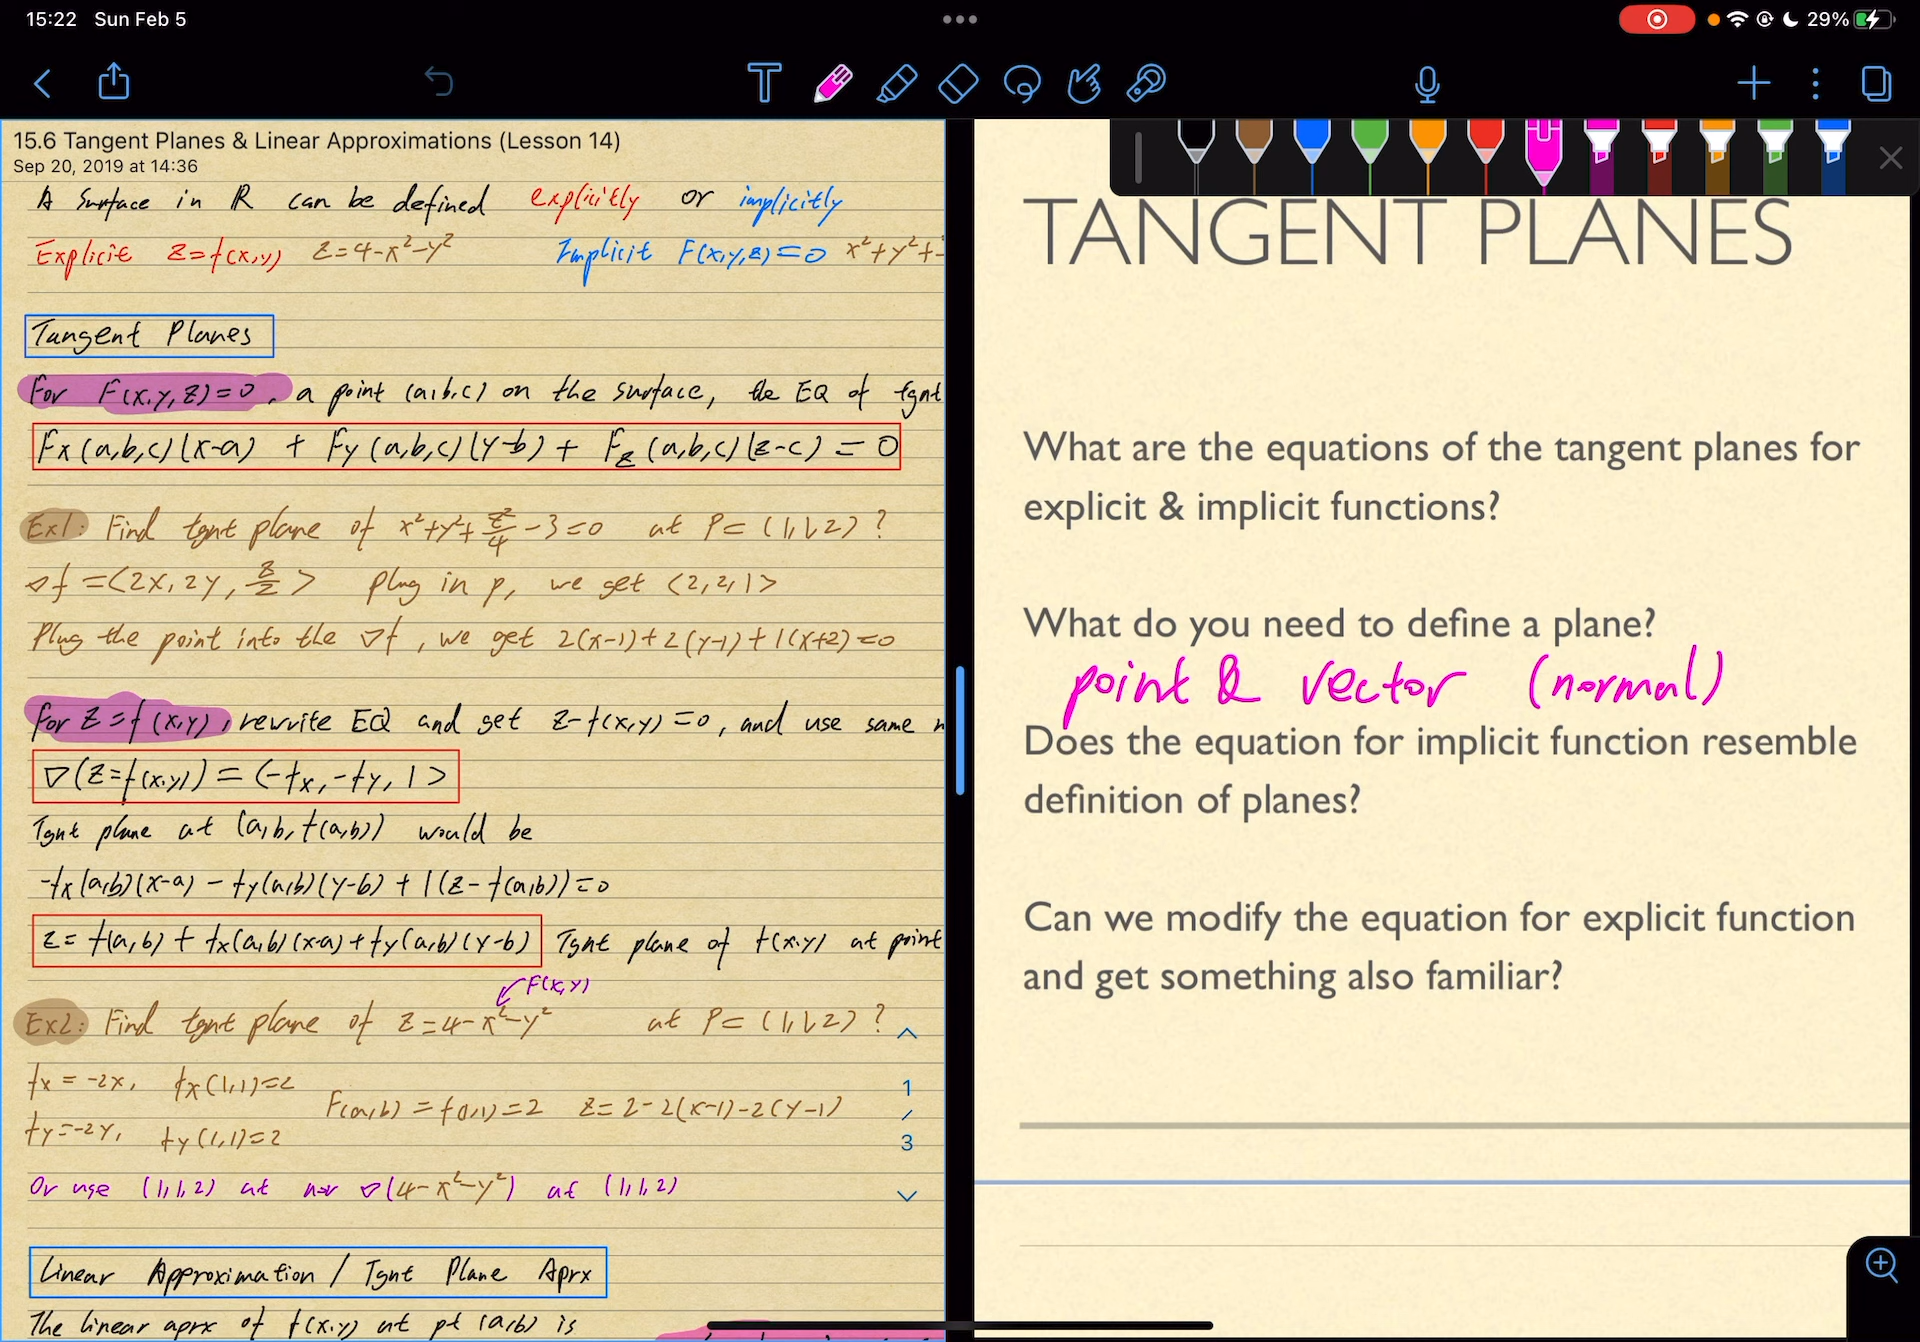 15:22 Sun Feb 5
29%
15.6 Tangent Planes & Linear Approximations (Lesson 14)
Sep 20, 2019 at 14:36
A Surface in R can be defined explicitly or implicitly
Explicit z=f(x,y) z=4-x²-y² Implicit F(x,y,z)=0 x²+y²+
Tangent Planes
For F(x,y,z)=0, a point (a,b,c) on the surface, the EQ of tgnt
Fx(a,b,c)(x-a) + Fy(a,b,c)(y-b) + Fz(a,b,c)(z-c) = 0
Ex1: Find tgnt plane of x²+y²+z²/4-3=0 at P=(1,1,2)?
∇f=<2x,2y,z/2> plug in p, we get <2,2,1>
Plug the point into the ∇f, we get 2(x-1)+2(y-1)+1(x+2)=0
for z=f(x,y), rewrite EQ and get z-f(x,y)=0, and use same
∇(z=f(x,y))=<-fx,-fy,1>
Tgnt plane at (a,b,f(a,b)) would be
-fx(a,b)(x-a)-fy(a,b)(y-b)+1(z-f(a,b))=0
z=f(a,b)+fx(a,b)(x-a)+fy(a,b)(y-b) Tgnt plane of f(x,y) at point
F(x,y)
Ex2: Find tgnt plane of z=4-x²-y² at P=(1,1,2)?
fx=-2x, fx(1,1)=2
F(a,b)=f(1,1)=2 z=2-2(x-1)-2(y-1)
fy=-2y, fy(1,1)=2
Or use (1,1,2) at ∇(4-x²-y²) at (1,1,2)
1
/
3
Linear Approximation / Tgnt Plane Aprx
The linear aprx of f(x,y) at pt (a,b) is
TANGENT PLANES
What are the equations of the tangent planes for
explicit & implicit functions?
What do you need to define a plane?
point & vector (normal)
Does the equation for implicit function resemble
definition of planes?
Can we modify the equation for explicit function
and get something also familiar?